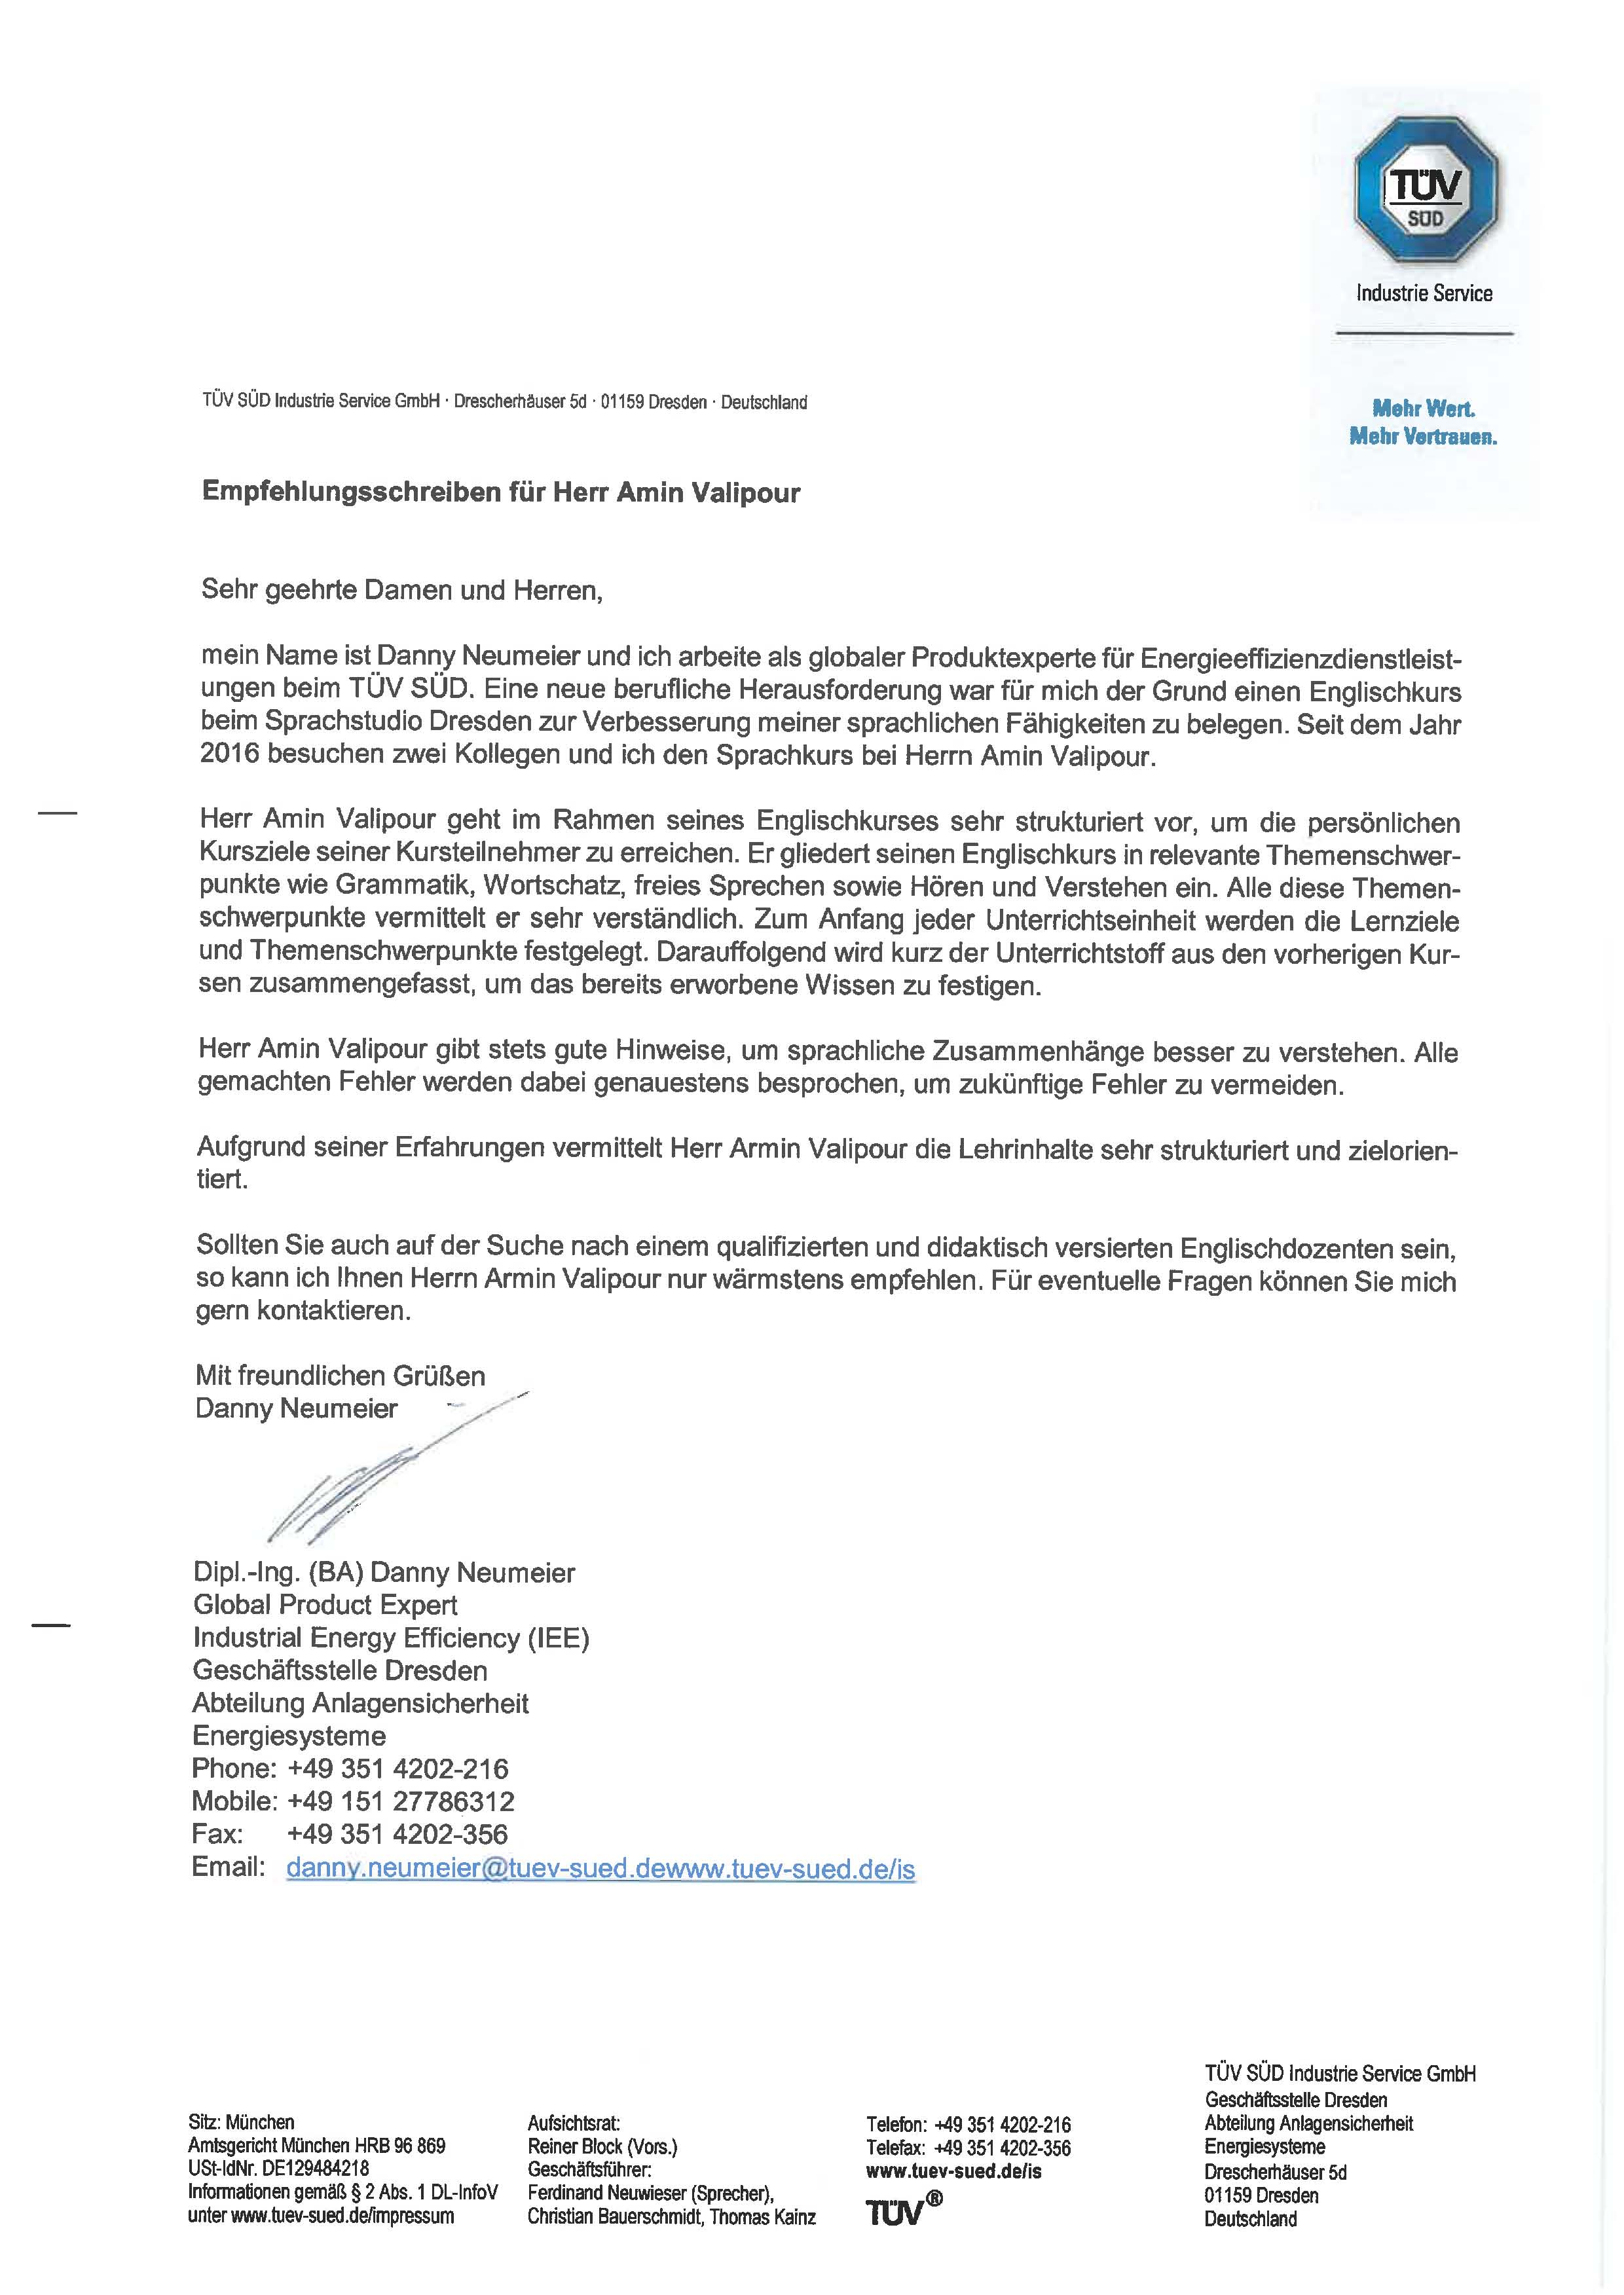 TÜV
SÜD
Industrie Service
TÜV SÜD Industrie Service GmbH · Drescherhäuser 5d · 01159 Dresden · Deutschland
Mehr Wert.
Mehr Vertrauen.
Empfehlungsschreiben für Herr Amin Valipour
Sehr geehrte Damen und Herren,
mein Name ist Danny Neumeier und ich arbeite als globaler Produktexperte für Energieeffizienzdienstleist-
ungen beim TÜV SÜD. Eine neue berufliche Herausforderung war für mich der Grund einen Englischkurs
beim Sprachstudio Dresden zur Verbesserung meiner sprachlichen Fähigkeiten zu belegen. Seit dem Jahr
2016 besuchen zwei Kollegen und ich den Sprachkurs bei Herrn Amin Valipour.
Herr Amin Valipour geht im Rahmen seines Englischkurses sehr strukturiert vor, um die persönlichen
Kursziele seiner Kursteilnehmer zu erreichen. Er gliedert seinen Englischkurs in relevante Themenschwer-
punkte wie Grammatik, Wortschatz, freies Sprechen sowie Hören und Verstehen ein. Alle diese Themen-
schwerpunkte vermittelt er sehr verständlich. Zum Anfang jeder Unterrichtseinheit werden die Lernziele
und Themenschwerpunkte festgelegt. Darauffolgend wird kurz der Unterrichtstoff aus den vorherigen Kur-
sen zusammengefasst, um das bereits erworbene Wissen zu festigen.
Herr Amin Valipour gibt stets gute Hinweise, um sprachliche Zusammenhänge besser zu verstehen. Alle
gemachten Fehler werden dabei genauestens besprochen, um zukünftige Fehler zu vermeiden.
Aufgrund seiner Erfahrungen vermittelt Herr Armin Valipour die Lehrinhalte sehr strukturiert und zielorien-
tiert.
Sollten Sie auch auf der Suche nach einem qualifizierten und didaktisch versierten Englischdozenten sein,
so kann ich Ihnen Herrn Armin Valipour nur wärmstens empfehlen. Für eventuelle Fragen können Sie mich
gern kontaktieren.
Mit freundlichen Grüßen
Danny Neumeier
Dipl.-Ing. (BA) Danny Neumeier
Global Product Expert
Industrial Energy Efficiency (IEE)
Geschäftsstelle Dresden
Abteilung Anlagensicherheit
Energiesysteme
Phone: +49 351 4202-216
Mobile: +49 151 27786312
Fax: +49 351 4202-356
Email: danny.neumeier@tuev-sued.dewww.tuev-sued.de/is
Sitz: München
Amtsgericht München HRB 96 869
USt-IdNr. DE129484218
Informationen gemäß § 2 Abs. 1 DL-InfoV
unter www.tuev-sued.de/impressum
Aufsichtsrat:
Reiner Block (Vors.)
Geschäftsführer:
Ferdinand Neuwieser (Sprecher),
Christian Bauerschmidt, Thomas Kainz
Telefon: +49 351 4202-216
Telefax: +49 351 4202-356
www.tuev-sued.de/is
TÜV®
TÜV SÜD Industrie Service GmbH
Geschäftsstelle Dresden
Abteilung Anlagensicherheit
Energiesysteme
Drescherhäuser 5d
01159 Dresden
Deutschland